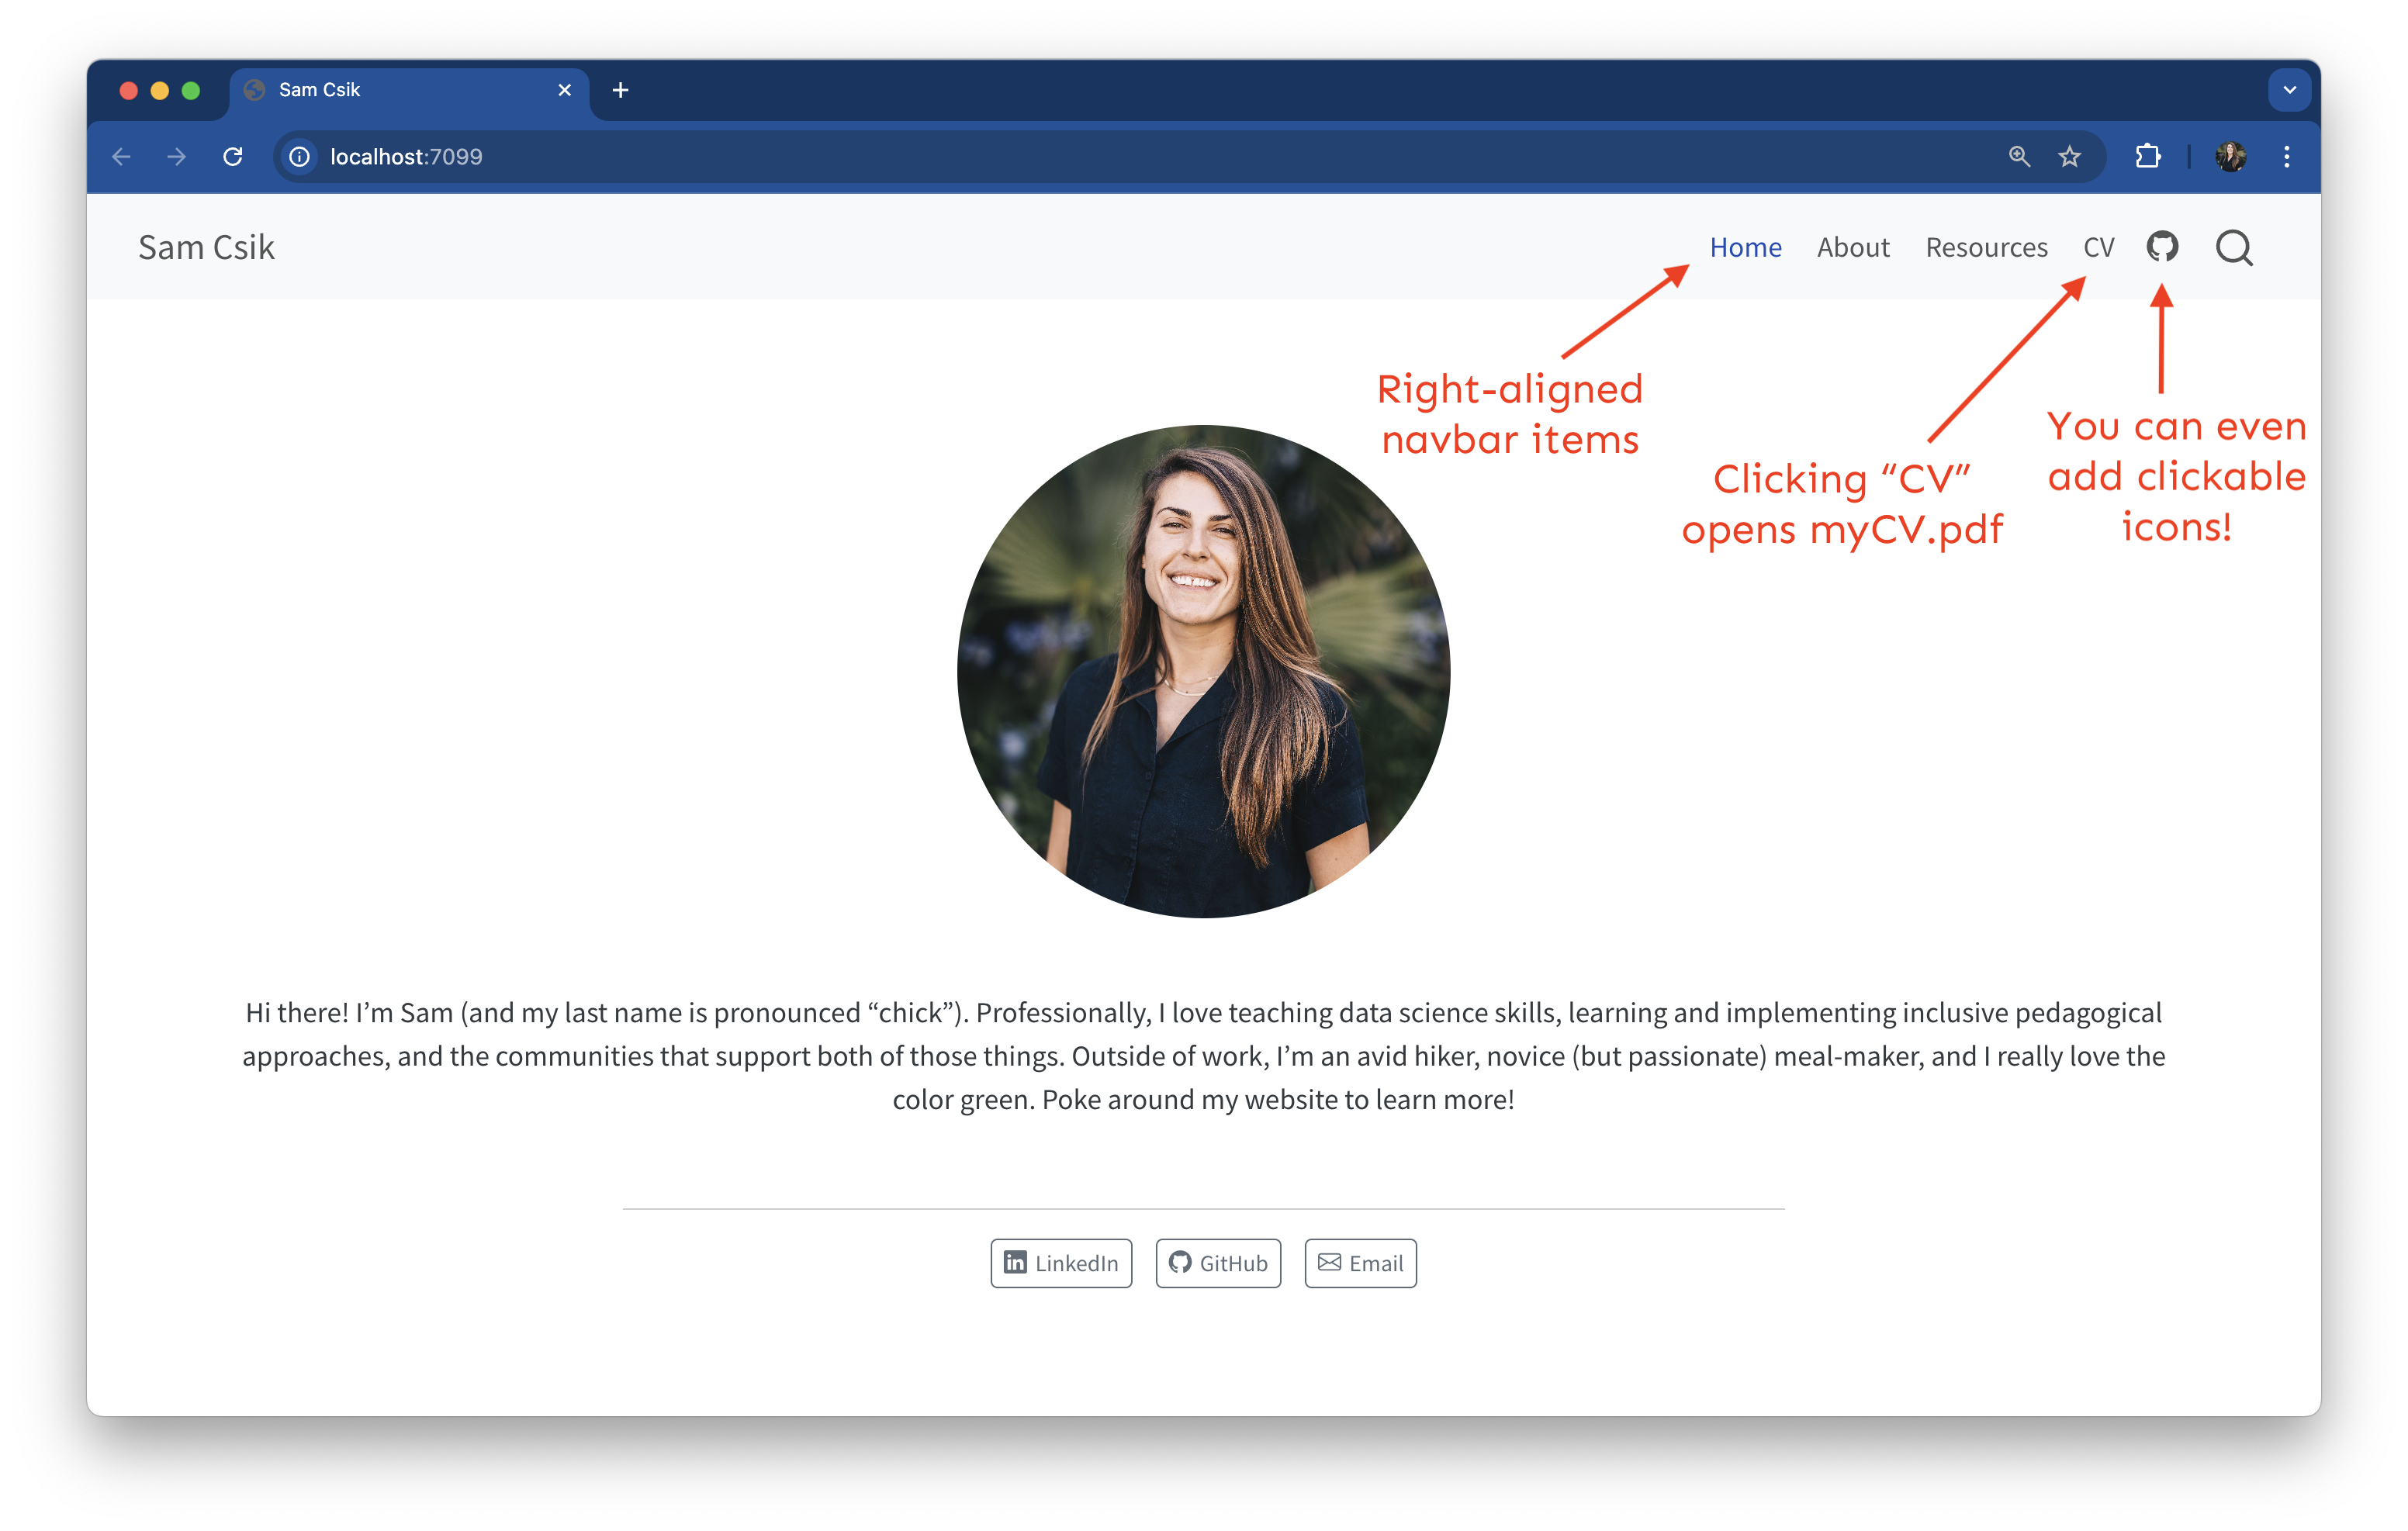 Sam Csik
localhost:7099
Sam Csik
Home About Resources CV
Right-aligned
navbar items
Clicking “CV”
opens myCV.pdf
You can even
add clickable
icons!
Hi there! I’m Sam (and my last name is pronounced “chick”). Professionally, I love teaching data science skills, learning and implementing inclusive pedagogical
approaches, and the communities that support both of those things. Outside of work, I’m an avid hiker, novice (but passionate) meal-maker, and I really love the
color green. Poke around my website to learn more!
in LinkedIn GitHub Email